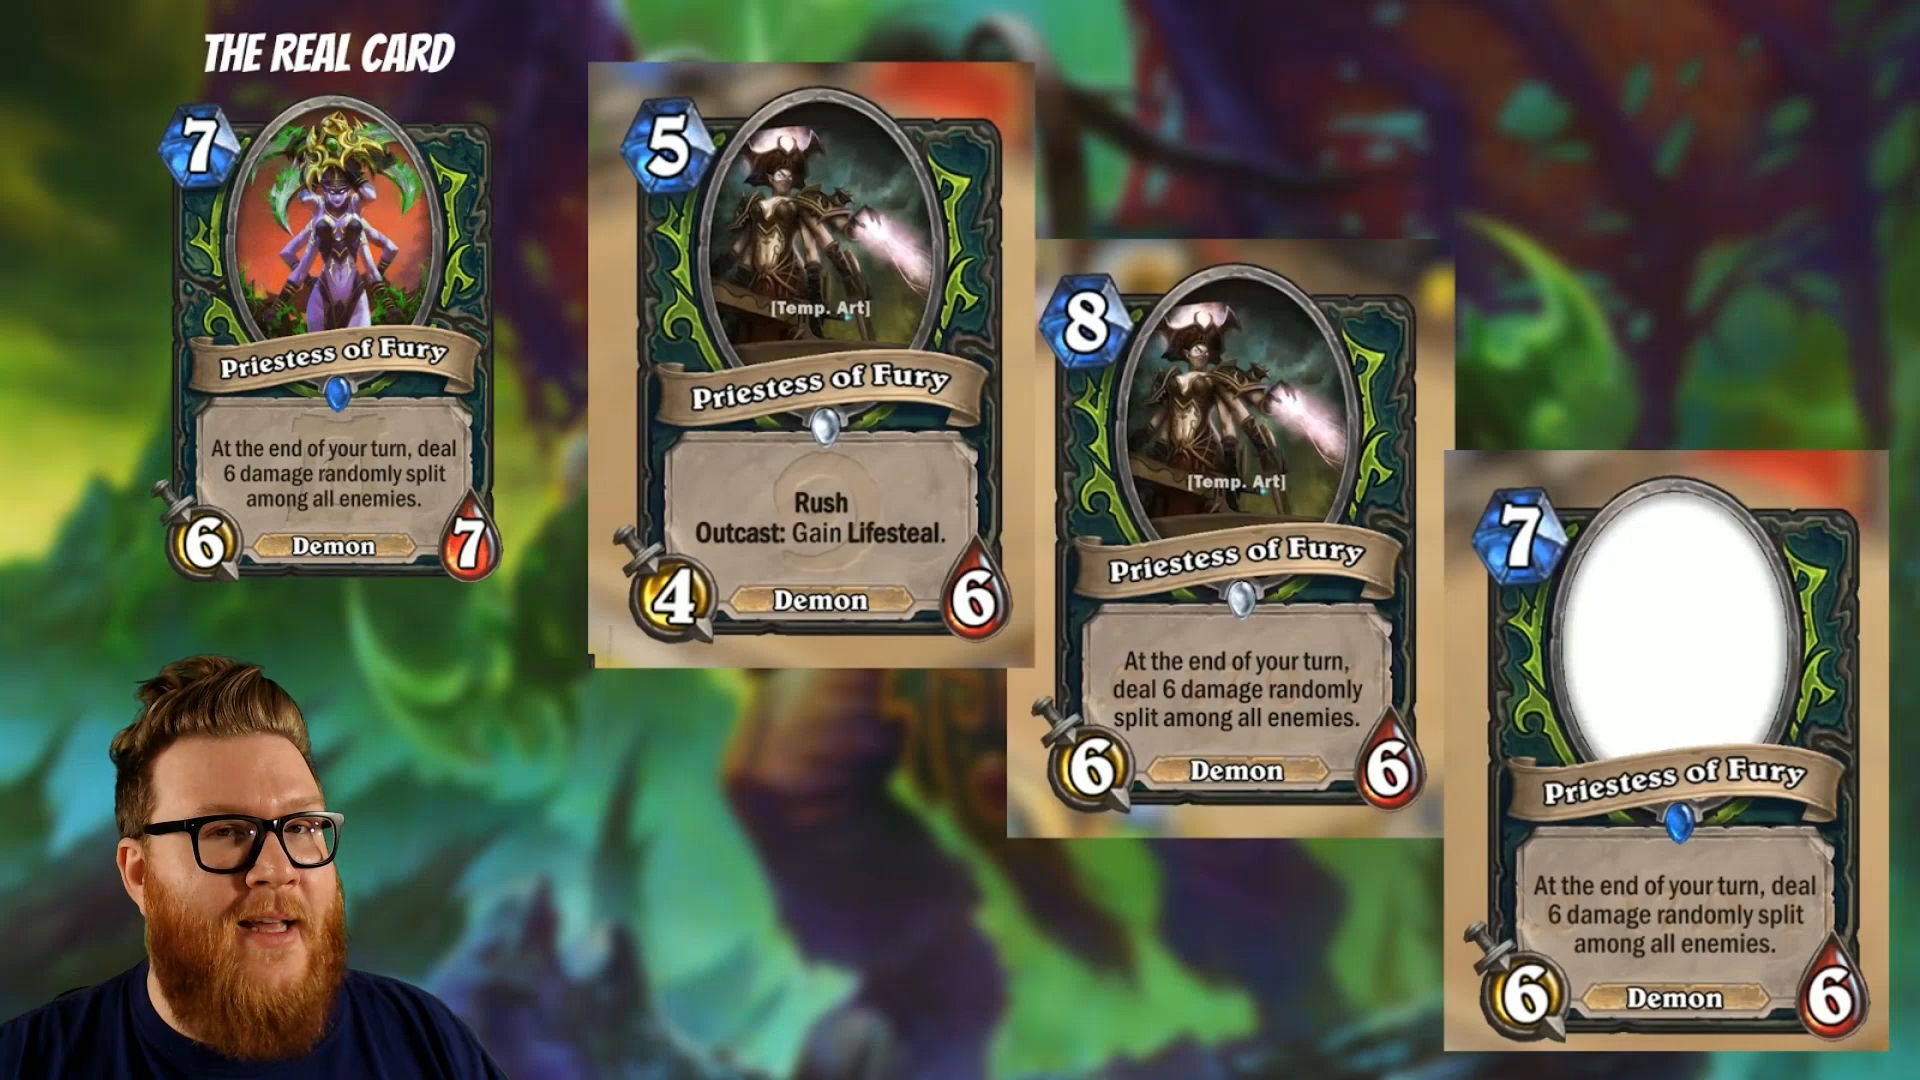 THE REAL CARD
7
Priestess of Fury
At the end of your turn, deal
6 damage randomly split
among all enemies.
6
Demon
7
5
[Temp. Art]
Priestess of Fury
Rush
Outcast: Gain Lifesteal.
4
Demon
6
8
[Temp. Art]
Priestess of Fury
At the end of your turn,
deal 6 damage randomly
split among all enemies.
6
Demon
6
7
Priestess of Fury
At the end of your turn, deal
6 damage randomly split
among all enemies.
6
Demon
6